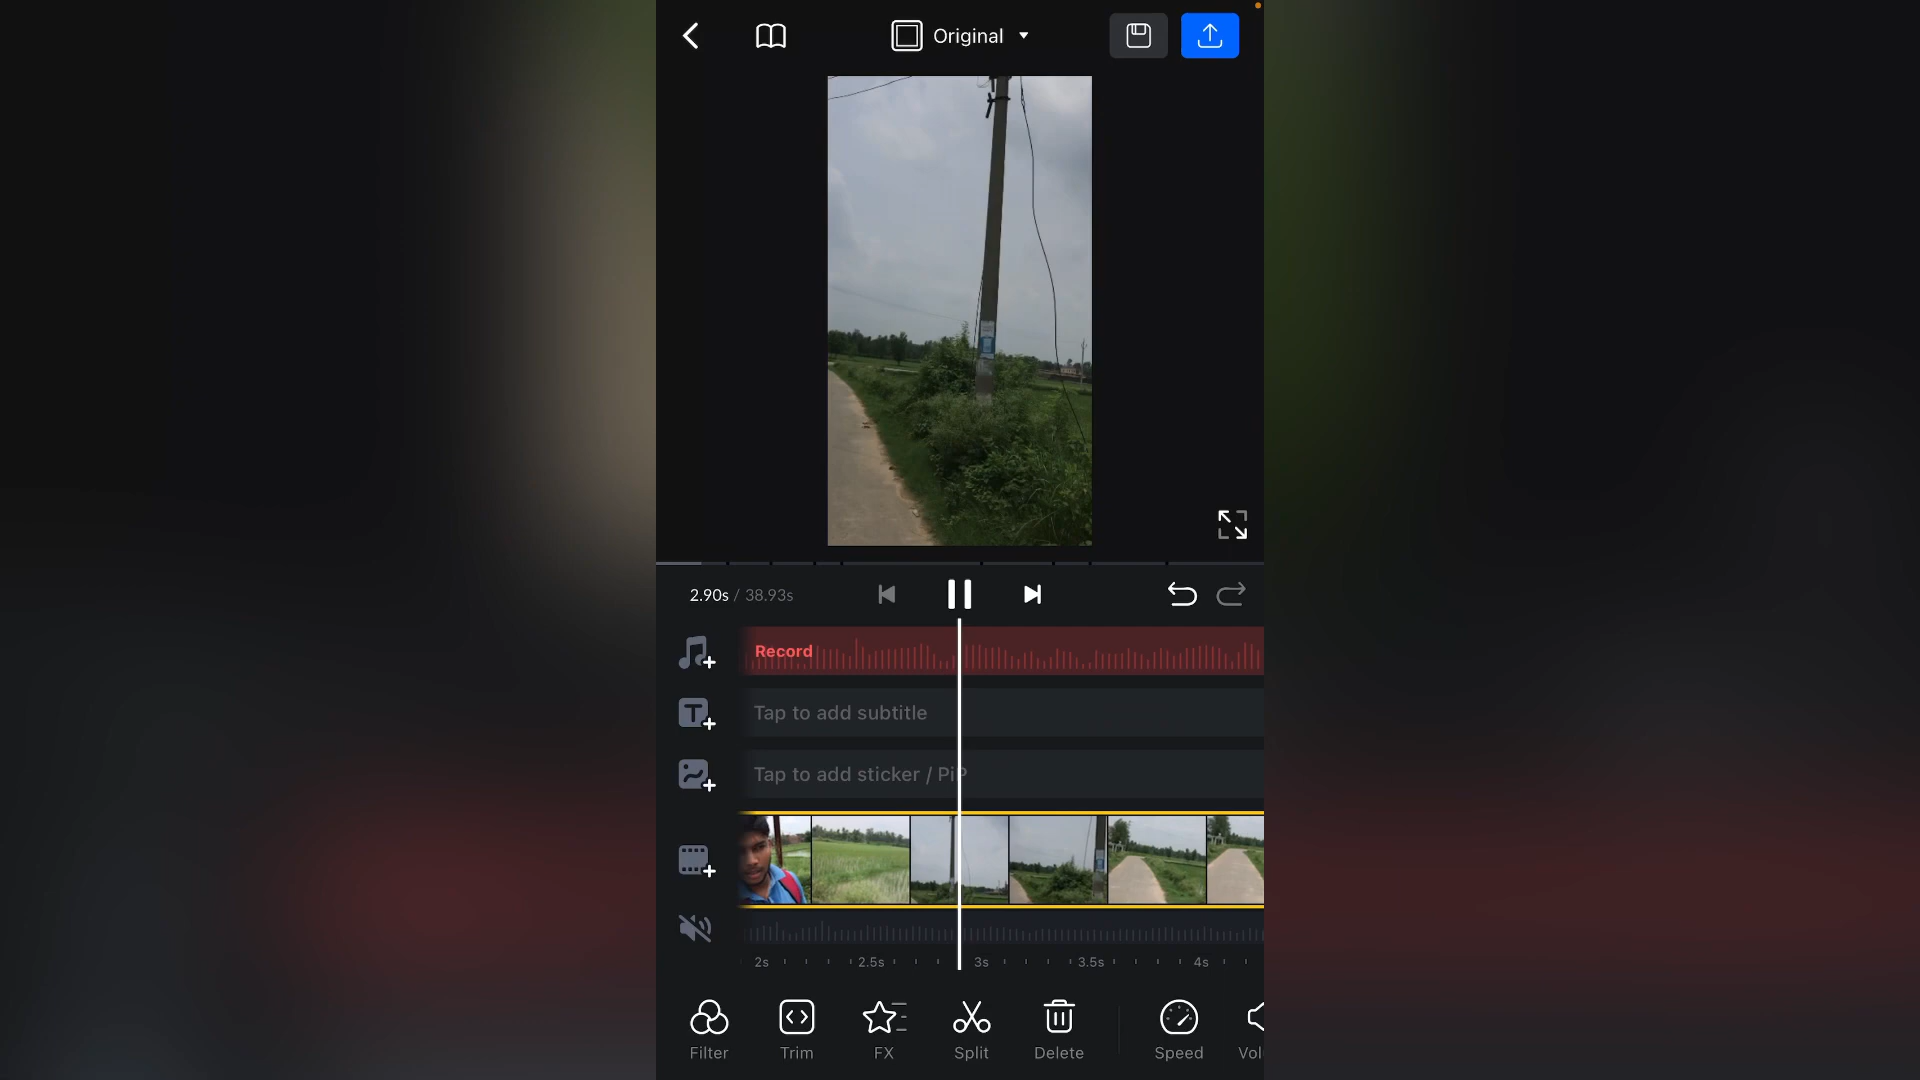 Original
2.90s / 38.93s
Record
Tap to add subtitle
Tap to add sticker / PiP
2s 2.5s 3s 3.5s 4s
Filter Trim FX Split Delete Speed Vol